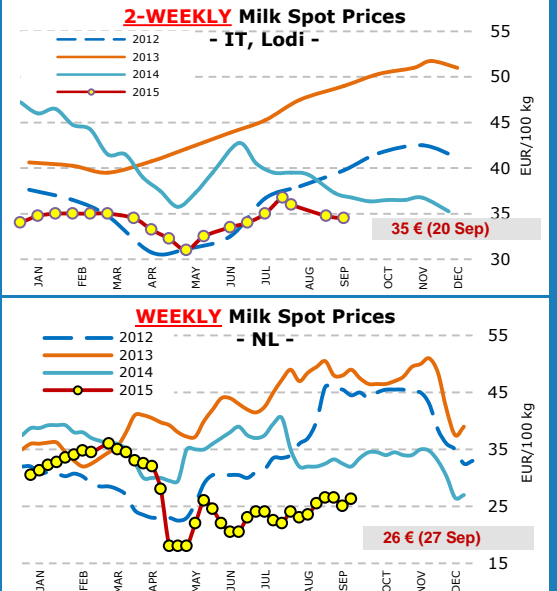 2-WEEKLY Milk Spot Prices
- IT, Lodi -
2012
2013
2014
2015
55
50
45
40
35
30
EUR/100 kg
35 € (20 Sep)
JAN FEB MAR APR MAY JUN JUL AUG SEP OCT NOV DEC
WEEKLY Milk Spot Prices
- NL -
2012
2013
2014
2015
55
45
35
25
15
EUR/100 kg
26 € (27 Sep)
JAN FEB MAR APR MAY JUN JUL AUG SEP OCT NOV DEC